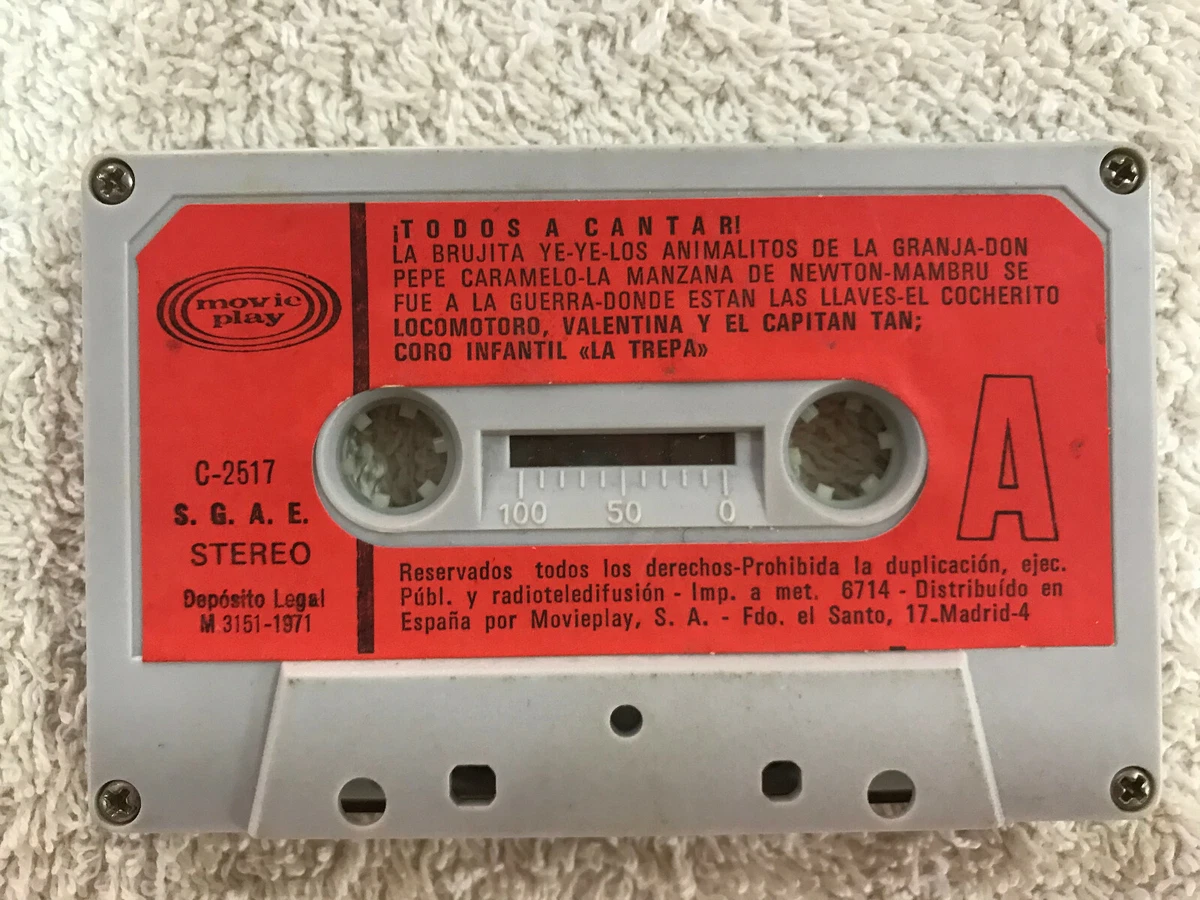 ¡TODOS A CANTAR!
LA BRUJITA YE-YE-LOS ANIMALITOS DE LA GRANJA-DON
PEPE CARAMELO-LA MANZANA DE NEWTON-MAMBRU SE
FUE A LA GUERRA-DONDE ESTAN LAS LLAVES-EL COCHERITO
LOCOMOTORO, VALENTINA Y EL CAPITAN TAN;
CORO INFANTIL «LA TREPA»
movie
play
C-2517
S. G. A. E.
STEREO
Depósito Legal
M 3151-1971
100 50 0
A
Reservados todos los derechos-Prohibida la duplicación, ejec.
Públ. y radioteledifusión - Imp. a met. 6714 - Distribuído en
España por Movieplay, S. A. - Fdo. el Santo, 17-Madrid-4